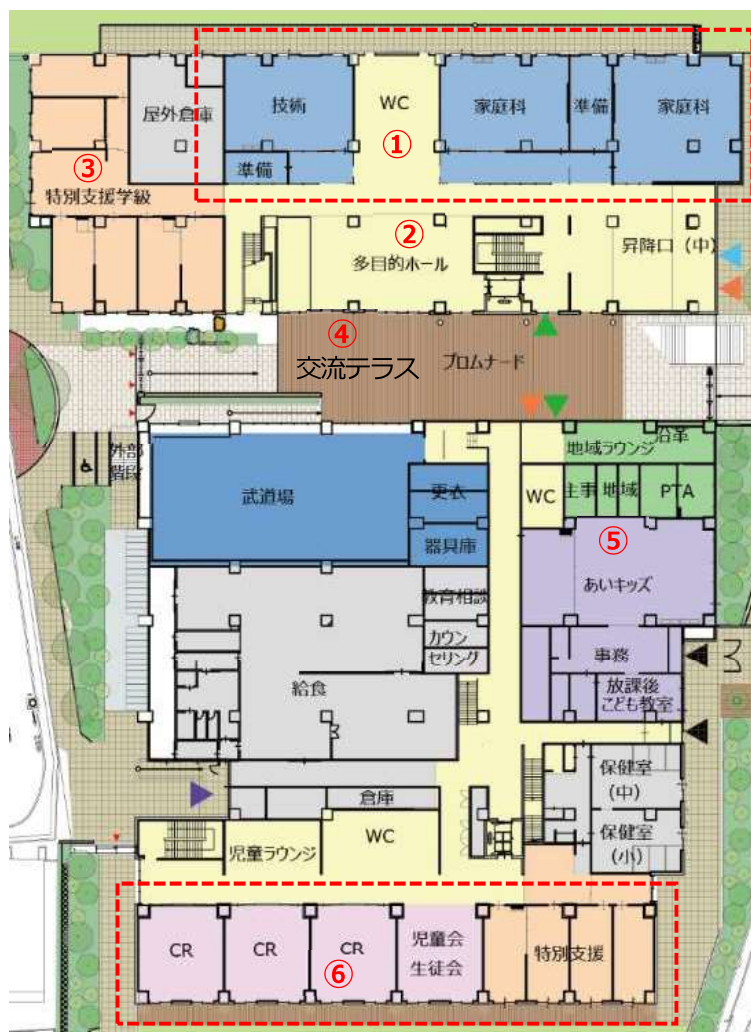 技術
WC
家庭科
準備
家庭科
屋外倉庫
①
③
準備
特別支援学級
②
多目的ホール
昇降口（中）
④
交流テラス
プロムナード
沿革
地域ラウンジ
外部
階段
武道場
更衣
WC
主事
地域
PTA
器具庫
⑤
あいキッズ
教育相談
カウン
セリング
事務
給食
放課後
こども教室
保健室
（中）
倉庫
WC
保健室
（小）
児童ラウンジ
CR
CR
CR
児童会
生徒会
特別支援
⑥